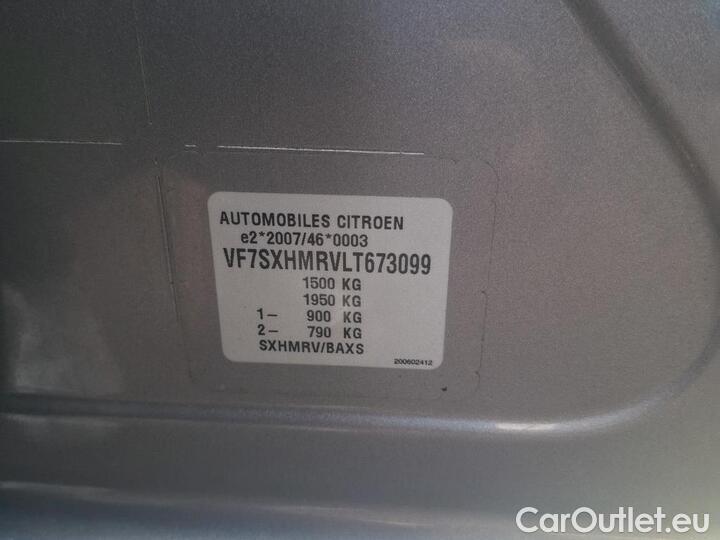 AUTOMOBILES CITROEN
e2*2007/46*0003
VF7SXHMRVLT673099
1500 KG
1950 KG
1– 900 KG
2– 790 KG
SXHMRV/BAXS
200602412
CarOutlet.eu